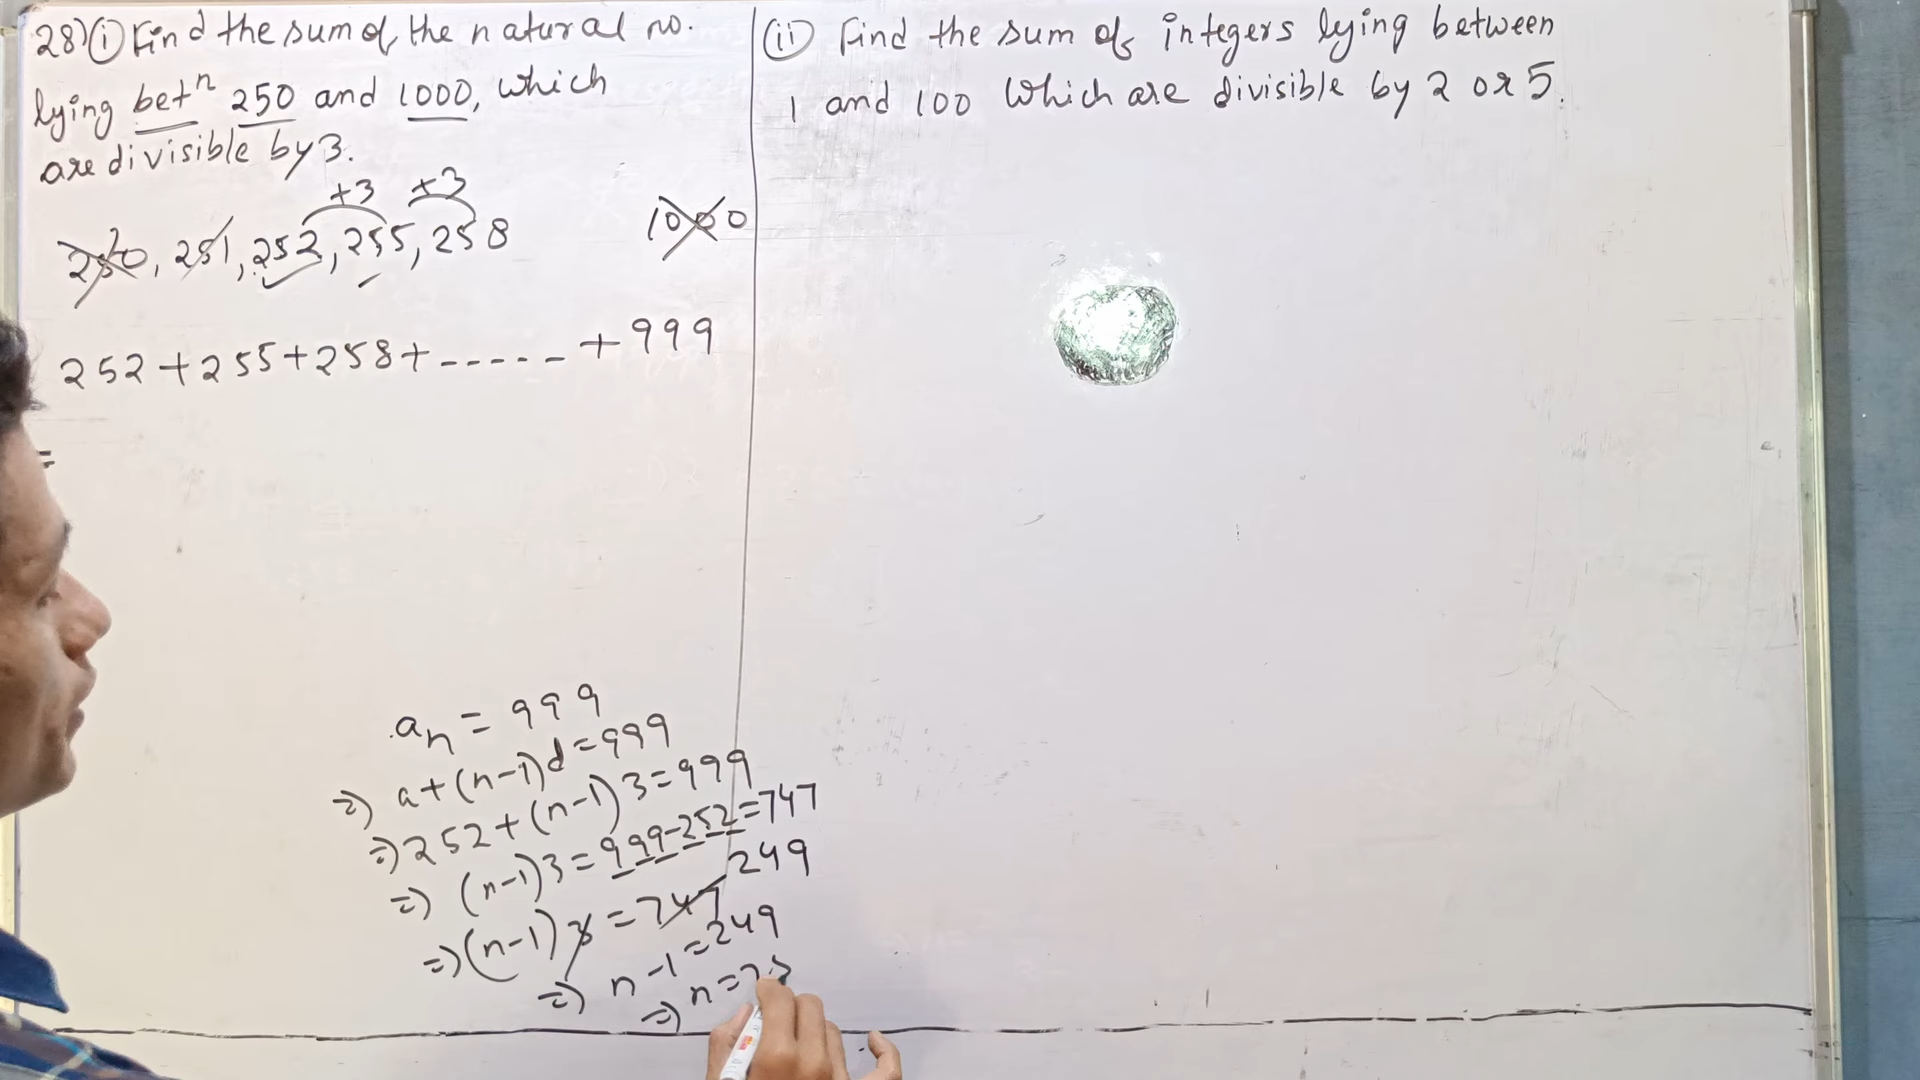 28) (i) Find the sum of the natural no.
lying betⁿ 250 and 1000, which
are divisible by 3.
+3 +3
250, 251, 252, 255, 258 1000
252+255+258+-----+999
=
aₙ = 999
=> a+(n-1)d=999
=> 252+(n-1)3=999
=> (n-1)3=999-252=747
=> (n-1)3=747 249
=> n-1=249
=> n=25
(ii) Find the sum of integers lying between
1 and 100 which are divisible by 2 or 5.